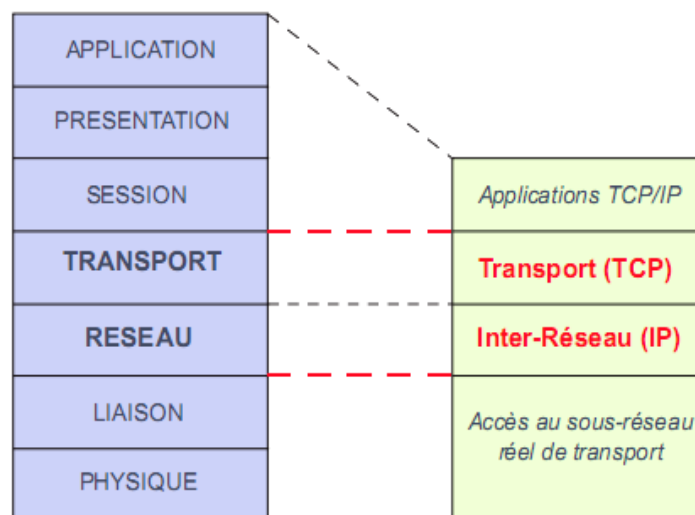 APPLICATION
PRESENTATION
SESSION
TRANSPORT
RESEAU
LIAISON
PHYSIQUE
Applications TCP/IP
Transport (TCP)
Inter-Réseau (IP)
Accès au sous-réseau
réel de transport